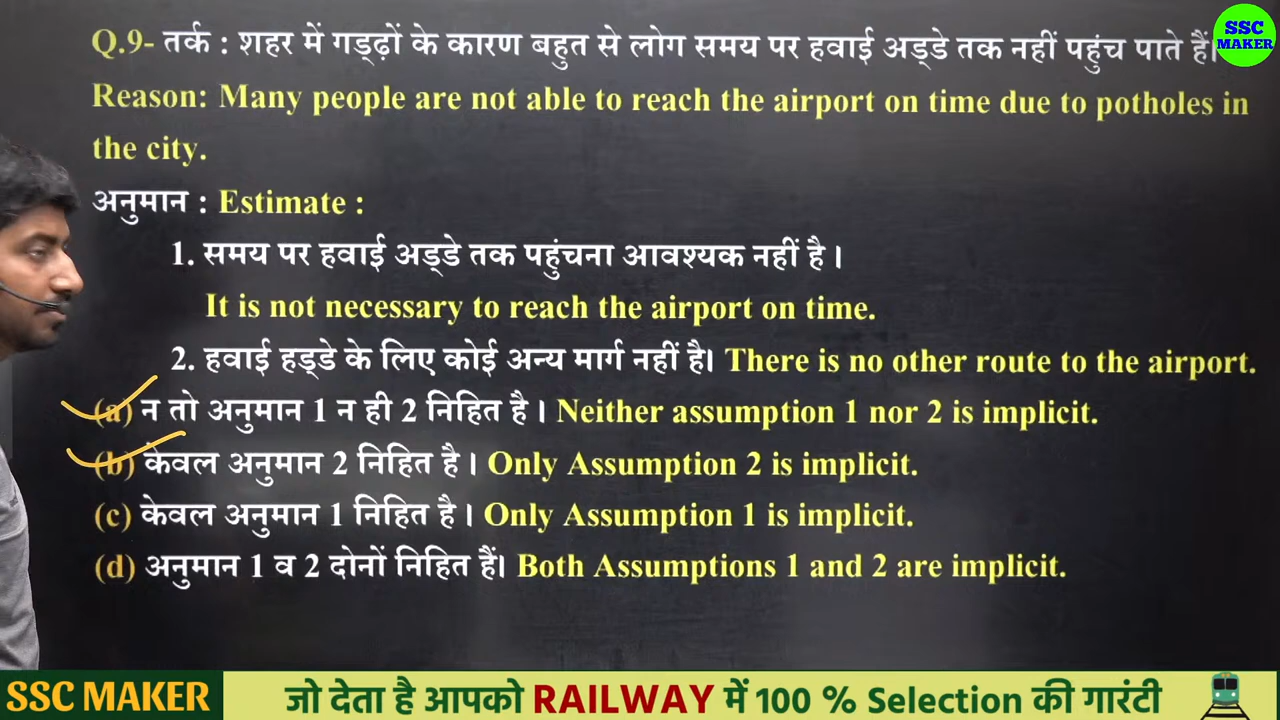 Q.9- तर्क : शहर में गड्ढ़ों के कारण बहुत से लोग समय पर हवाई अड्डे तक नहीं पहुंच पाते हैं।
SSC
MAKER
Reason: Many people are not able to reach the airport on time due to potholes in
the city.
अनुमान : Estimate :
1. समय पर हवाई अड्डे तक पहुंचना आवश्यक नहीं है ।
It is not necessary to reach the airport on time.
2. हवाई हड्डे के लिए कोई अन्य मार्ग नहीं है। There is no other route to the airport.
(a) न तो अनुमान 1 न ही 2 निहित है । Neither assumption 1 nor 2 is implicit.
(b) केवल अनुमान 2 निहित है । Only Assumption 2 is implicit.
(c) केवल अनुमान 1 निहित है । Only Assumption 1 is implicit.
(d) अनुमान 1 व 2 दोनों निहित हैं। Both Assumptions 1 and 2 are implicit.
SSC MAKER जो देता है आपको RAILWAY में 100 % Selection की गारंटी